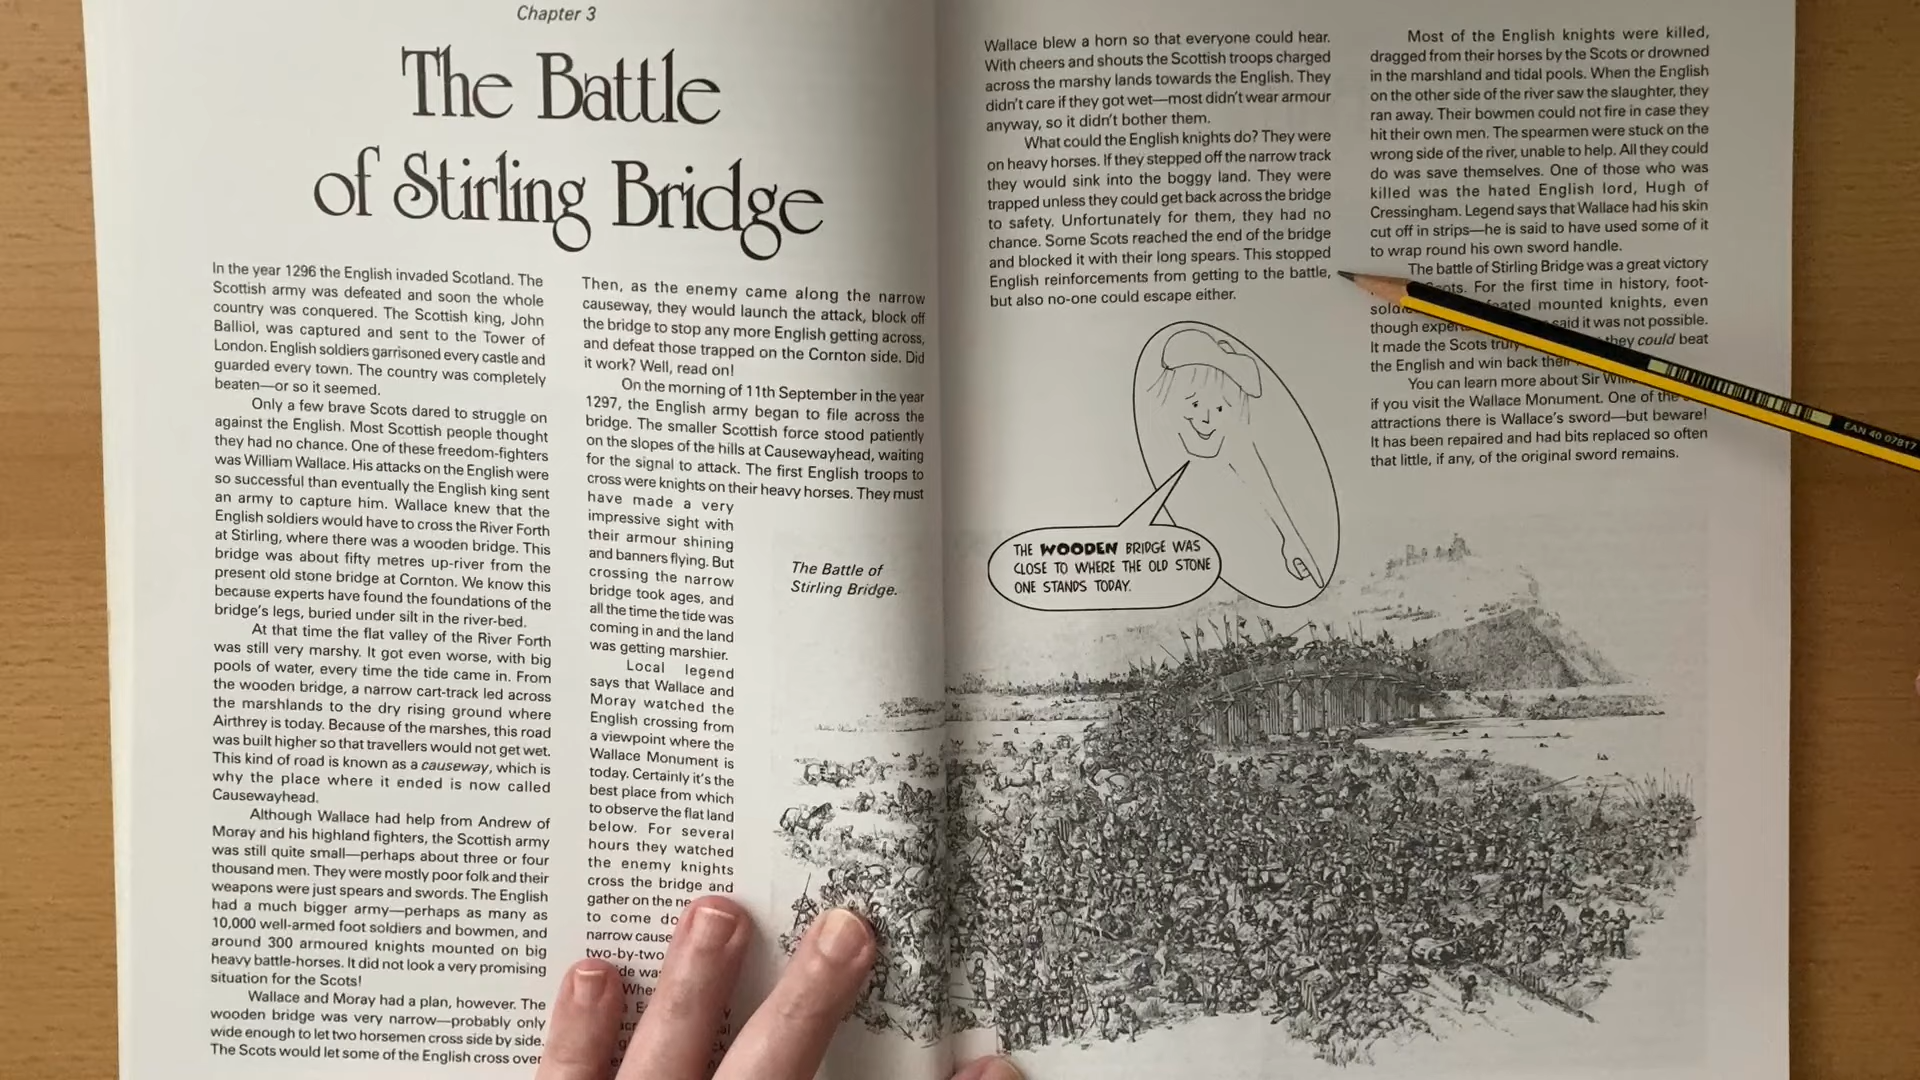 Chapter 3
The Battle
of Stirling Bridge
In the year 1296 the English invaded Scotland. The
Scottish army was defeated and soon the whole
country was conquered. The Scottish king, John
Balliol, was captured and sent to the Tower of
London. English soldiers garrisoned every castle and
guarded every town. The country was completely
beaten—or so it seemed.
Only a few brave Scots dared to struggle on
against the English. Most Scottish people thought
they had no chance. One of these freedom-fighters
was William Wallace. His attacks on the English were
so successful than eventually the English king sent
an army to capture him. Wallace knew that the
English soldiers would have to cross the River Forth
at Stirling, where there was a wooden bridge. This
bridge was about fifty metres up-river from the
present old stone bridge at Cornton. We know this
because experts have found the foundations of the
bridge's legs, buried under silt in the river-bed.
At that time the flat valley of the River Forth
was still very marshy. It got even worse, with big
pools of water, every time the tide came in. From
the wooden bridge, a narrow cart-track led across
the marshlands to the dry rising ground where
Airthrey is today. Because of the marshes, this road
was built higher so that travellers would not get wet.
This kind of road is known as a causeway, which is
why the place where it ended is now called
Causewayhead.
Although Wallace had help from Andrew of
Moray and his highland fighters, the Scottish army
was still quite small—perhaps about three or four
thousand men. They were mostly poor folk and their
weapons were just spears and swords. The English
had a much bigger army—perhaps as many as
10,000 well-armed foot soldiers and bowmen, and
around 300 armoured knights mounted on big
heavy battle-horses. It did not look a very promising
situation for the Scots!
Wallace and Moray had a plan, however. The
wooden bridge was very narrow—probably only
wide enough to let two horsemen cross side by side.
The Scots would let some of the English cross over
Then, as the enemy came along the narrow
causeway, they would launch the attack, block off
the bridge to stop any more English getting across,
and defeat those trapped on the Cornton side. Did
it work? Well, read on!
On the morning of 11th September in the year
1297, the English army began to file across the
bridge. The smaller Scottish force stood patiently
on the slopes of the hills at Causewayhead, waiting
for the signal to attack. The first English troops to
cross were knights on their heavy horses. They must
have made a very
impressive sight with
their armour shining
and banners flying. But
crossing the narrow
bridge took ages, and
all the time the tide was
coming in and the land
was getting marshier.
Local legend
says that Wallace and
Moray watched the
English crossing from
a viewpoint where the
Wallace Monument is
today. Certainly it's the
best place from which
to observe the flat land
below. For several
hours they watched
the enemy knights
cross the bridge and
gather on the
to come
narrow
two-by-two
The Battle of
Stirling Bridge.
Wallace blew a horn so that everyone could hear.
With cheers and shouts the Scottish troops charged
across the marshy lands towards the English. They
didn't care if they got wet—most didn't wear armour
anyway, so it didn't bother them.
What could the English knights do? They were
on heavy horses. If they stepped off the narrow track
they would sink into the boggy land. They were
trapped unless they could get back across the bridge
to safety. Unfortunately for them, they had no
chance. Some Scots reached the end of the bridge
and blocked it with their long spears. This stopped
English reinforcements from getting to the battle,
but also no-one could escape either.
THE WOODEN BRIDGE WAS
CLOSE TO WHERE THE OLD STONE
ONE STANDS TODAY.
Most of the English knights were killed,
dragged from their horses by the Scots or drowned
in the marshland and tidal pools. When the English
on the other side of the river saw the slaughter, they
ran away. Their bowmen could not fire in case they
hit their own men. The spearmen were stuck on the
wrong side of the river, unable to help. All they could
do was save themselves. One of those who was
killed was the hated English lord, Hugh of
Cressingham. Legend says that Wallace had his skin
cut off in strips—he is said to have used some of it
to wrap round his own sword handle.
The battle of Stirling Bridge was a great victory
For the first time in history, foot-
mounted knights, even
though said it was not possible.
It made the Scots they could beat
the English and win back
You can learn more about Sir
if you visit the Wallace Monument. One of the
attractions there is Wallace's sword—but beware!
It has been repaired and had bits replaced so often
that little, if any, of the original sword remains.
EAN 40 07817